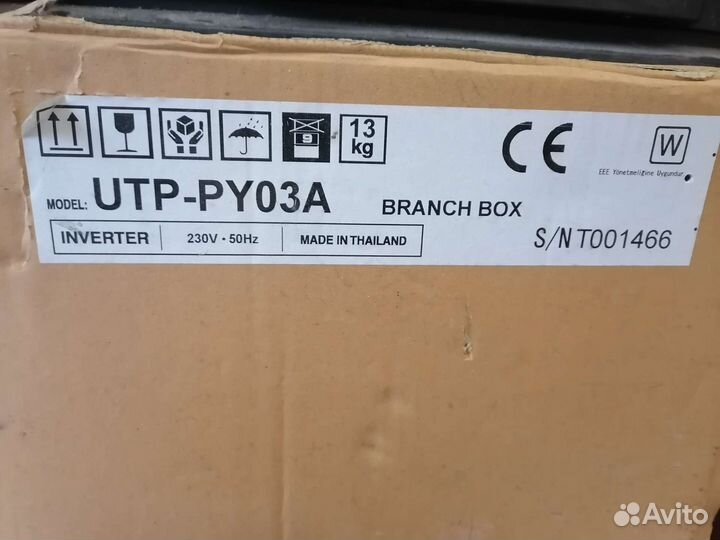 9
13
kg
CE
W
EEE Yönetmeliğine Uygundur.
MODEL: UTP-PY03A BRANCH BOX
INVERTER 230V · 50Hz MADE IN THAILAND S/N T001466
Avito